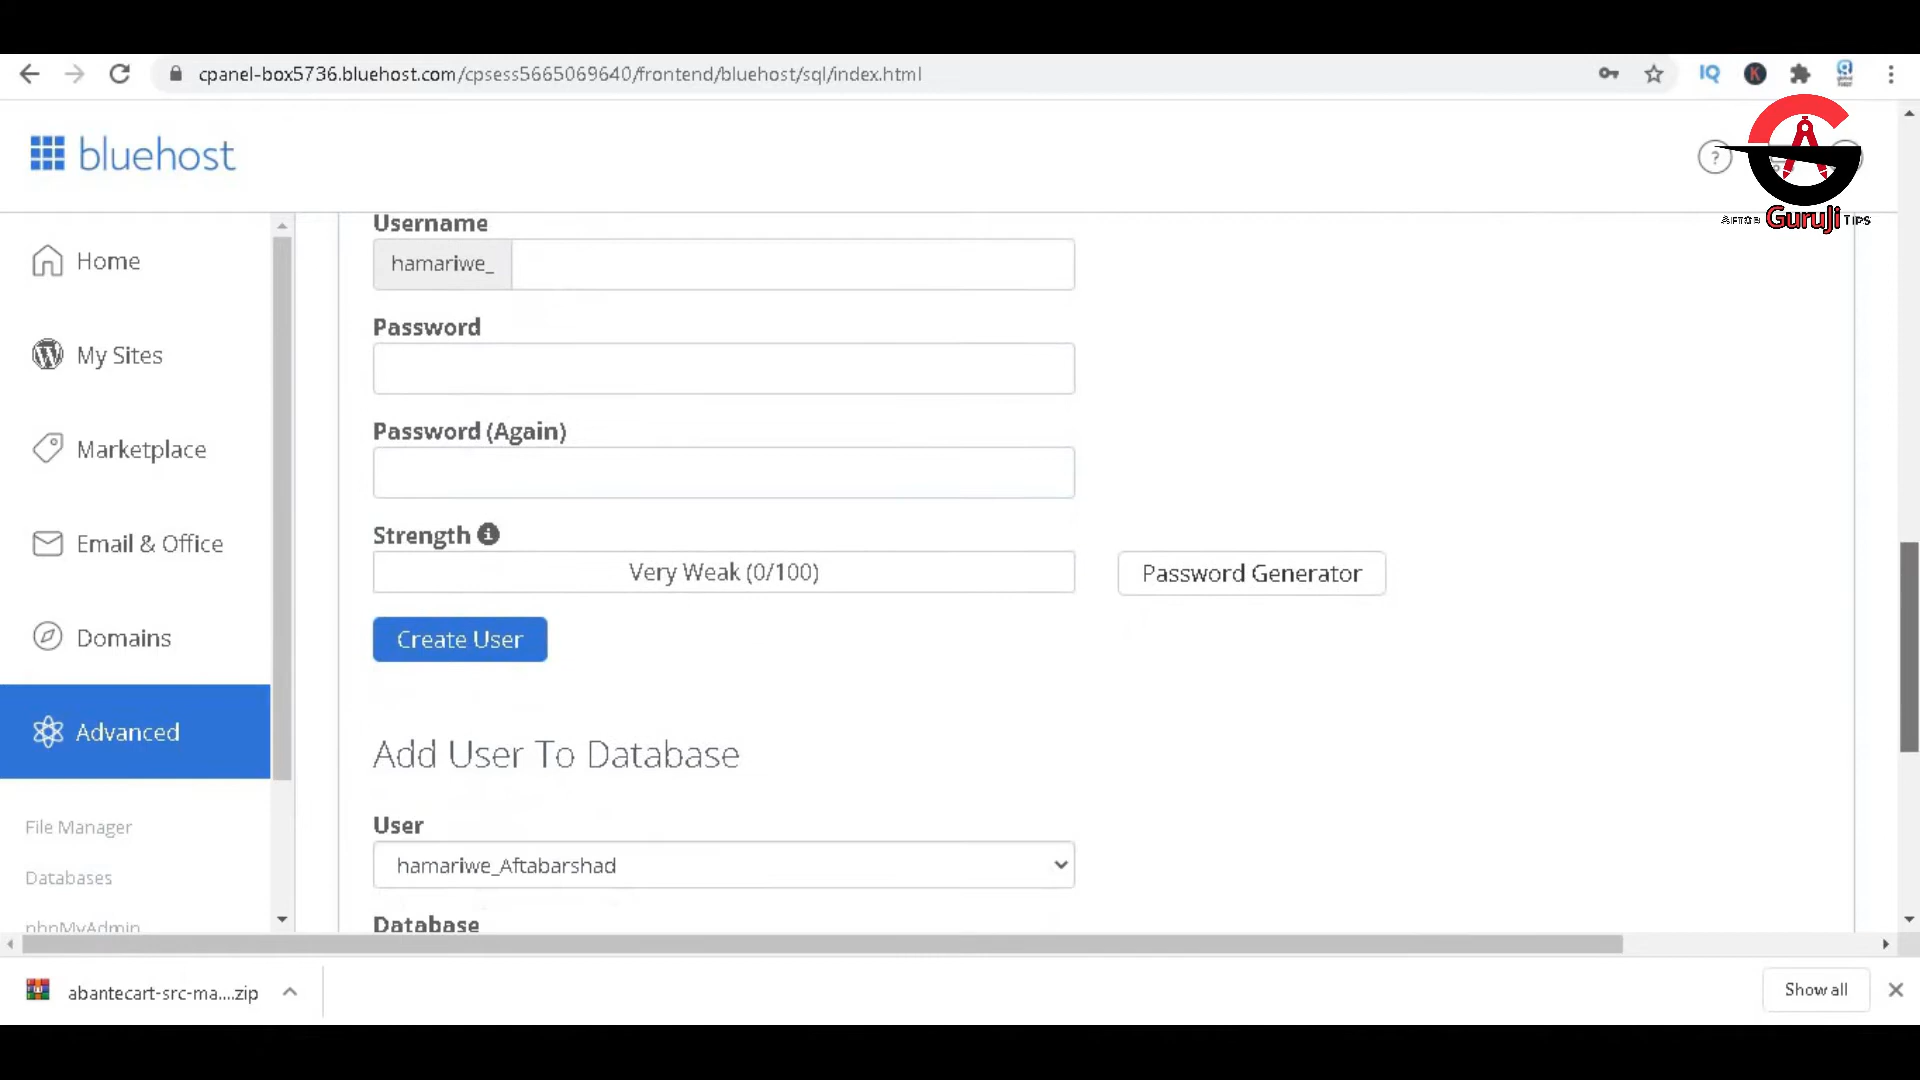 cpanel-box5736.bluehost.com/cpsess5665069640/frontend/bluehost/sql/index.html
IQ
K
bluehost
?
AFTAB GuruJi TIPS
Home
My Sites
Marketplace
Email & Office
Domains
Advanced
File Manager
Databases
phpMyAdmin
Username
hamariwe_
Password
Password (Again)
Strength
Very Weak (0/100)
Password Generator
Create User
Add User To Database
User
hamariwe_Aftabarshad
Database
abantecart-src-ma....zip
Show all